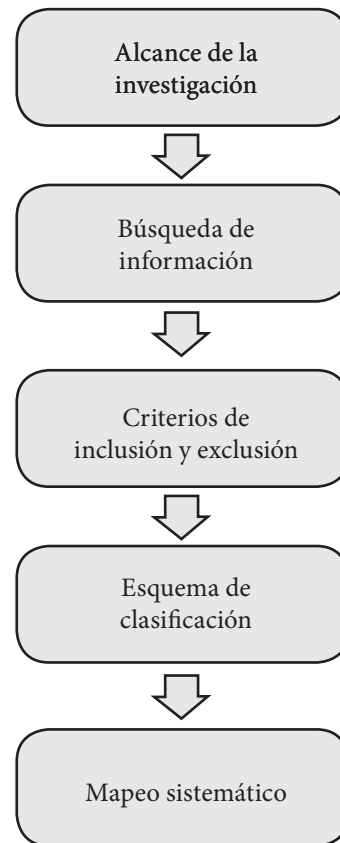 Alcance de la
investigación
Búsqueda de
información
Criterios de
inclusión y exclusión
Esquema de
clasificación
Mapeo sistemático